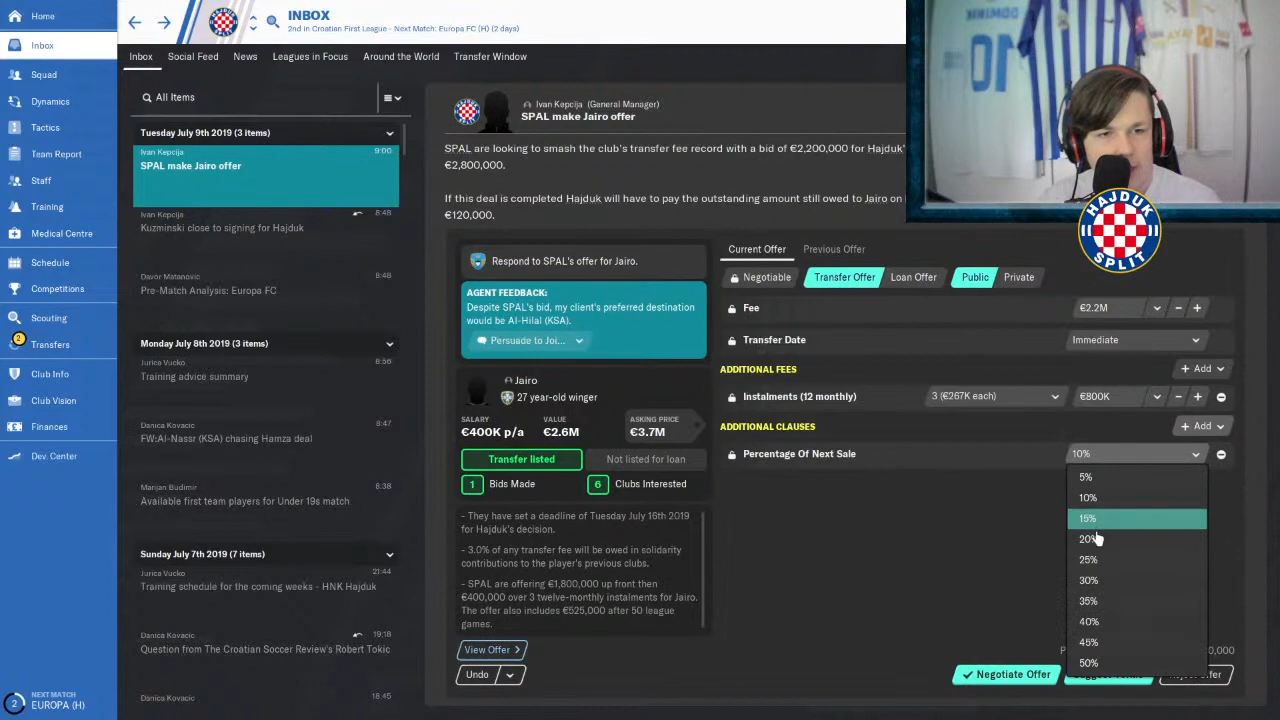 Home
Inbox
Squad
Dynamics
Tactics
Team Report
Staff
Training
Medical Centre
Schedule
Competitions
Scouting
2
Transfers
Club Info
Club Vision
Finances
Dev. Center
2
NEXT MATCH
EUROPA (H)
INBOX
2nd in Croatian First League - Next Match: Europa FC (H) (2 days)
Inbox
Social Feed
News
Leagues in Focus
Around the World
Transfer Window
All Items
Tuesday July 9th 2019 (3 items)
Ivan Kepcija
9:00
SPAL make Jairo offer
Ivan Kepcija
8:48
Kuzminski close to signing for Hajduk
Davor Matanovic
8:48
Pre-Match Analysis: Europa FC
Monday July 8th 2019 (3 items)
Jurica Vucko
8:56
Training advice summary
Danica Kovacic
8:47
FW:Al-Nassr (KSA) chasing Hamza deal
Marijan Budimir
8:38
Available first team players for Under 19s match
Sunday July 7th 2019 (7 items)
Jurica Vucko
21:44
Training schedule for the coming weeks - HNK Hajduk
Danica Kovacic
19:18
Question from The Croatian Soccer Review's Robert Tokic
Danica Kovacic
18:45
Ivan Kepcija (General Manager)
SPAL make Jairo offer
SPAL are looking to smash the club's transfer fee record with a bid of €2,200,000 for Hajduk'
€2,800,000.
If this deal is completed Hajduk will have to pay the outstanding amount still owed to Jairo on
€120,000.
Respond to SPAL's offer for Jairo.
AGENT FEEDBACK:
Despite SPAL's bid, my client's preferred destination
would be Al-Hilal (KSA).
Persuade to Joi...
Jairo
27 year-old winger
SALARY
€400K p/a
VALUE
€2.6M
ASKING PRICE
€3.7M
Transfer listed
Not listed for loan
1
Bids Made
6
Clubs Interested
- They have set a deadline of Tuesday July 16th 2019
for Hajduk's decision.
- 3.0% of any transfer fee will be owed in solidarity
contributions to the player's previous clubs.
- SPAL are offering €1,800,000 up front then
€400,000 over 3 twelve-monthly instalments for Jairo.
The offer also includes €525,000 after 50 league
games.
View Offer
Undo
Current Offer
Previous Offer
Negotiable
Transfer Offer
Loan Offer
Public
Private
Fee
€2.2M
Transfer Date
Immediate
ADDITIONAL FEES
Add
Instalments (12 monthly)
3 (€267K each)
€800K
ADDITIONAL CLAUSES
Add
Percentage Of Next Sale
10%
5%
10%
15%
20%
25%
30%
35%
40%
45%
50%
Negotiate Offer
DOMINIK
10
HAJDUK
SPLIT